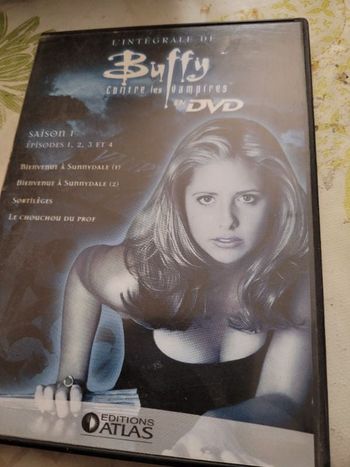 L'INTÉGRALE DE
Buffy
Contre les Vampires
EN DVD
SAISON 1
ÉPISODES 1, 2, 3 ET 4
BIENVENUE À SUNNYDALE (1)
BIENVENUE À SUNNYDALE (2)
SORTILÈGES
LE CHOUCHOU DU PROF
EDITIONS
ATLAS